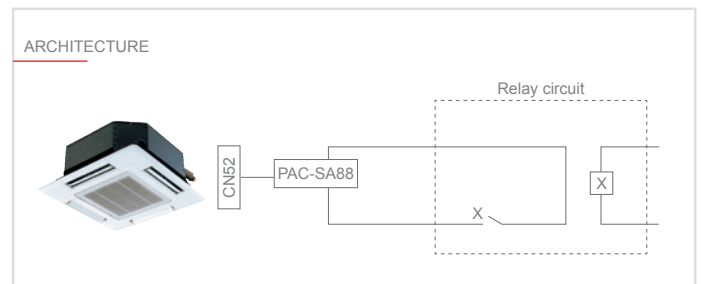 ARCHITECTURE
Relay circuit
CN52
PAC-SA88
X
X